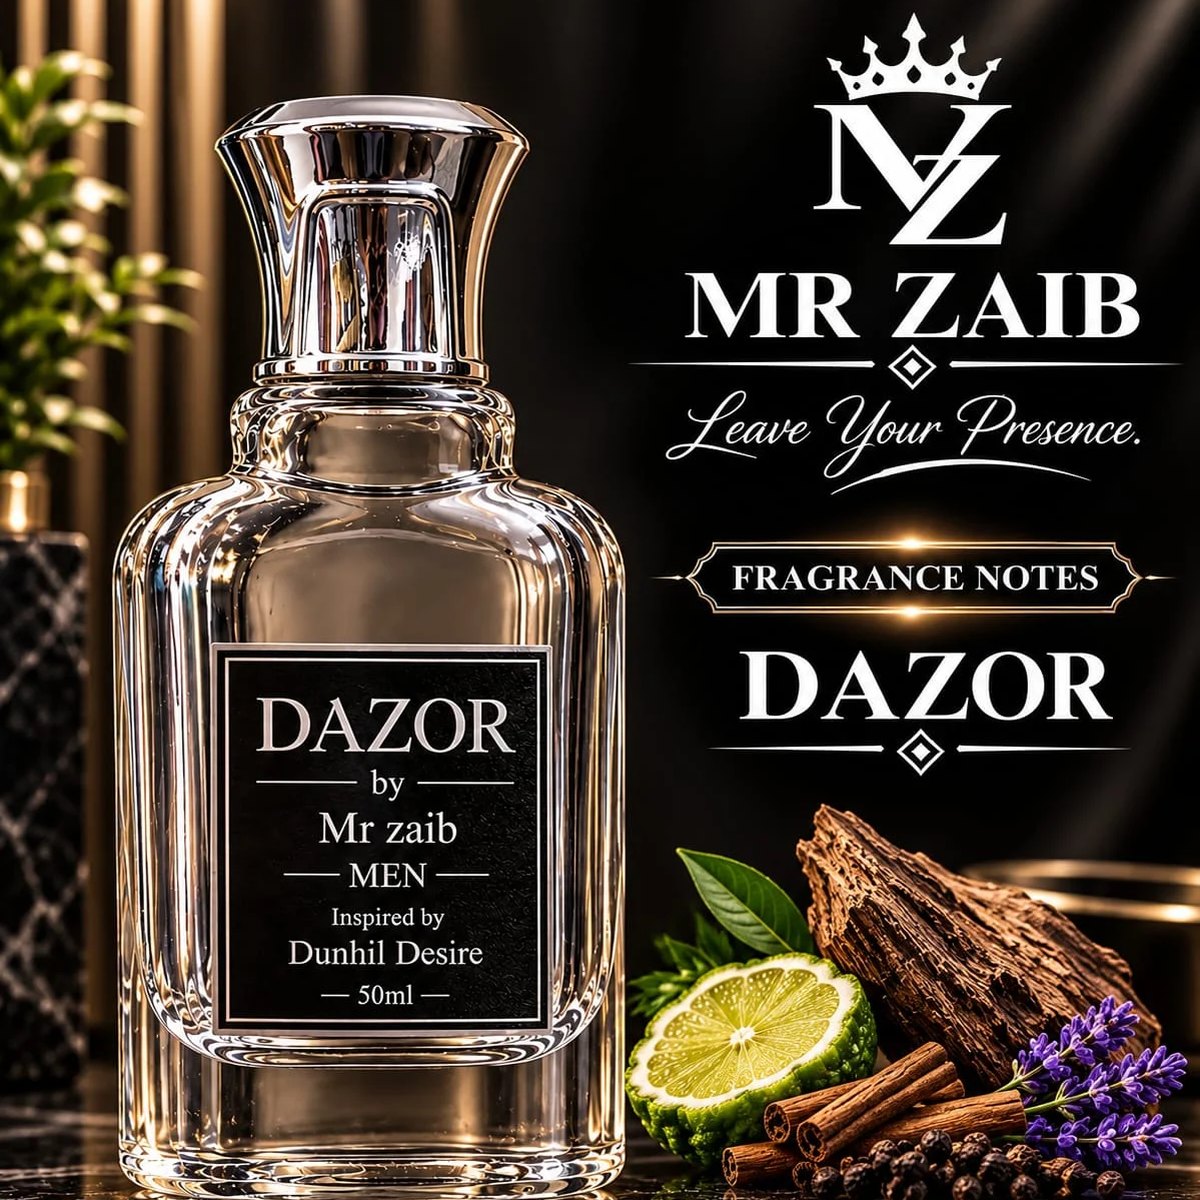 DAZOR
by
Mr zaib
MEN
Inspired by
Dunhil Desire
50ml
MZ
MR ZAIB
Leave Your Presence.
FRAGRANCE NOTES
DAZOR